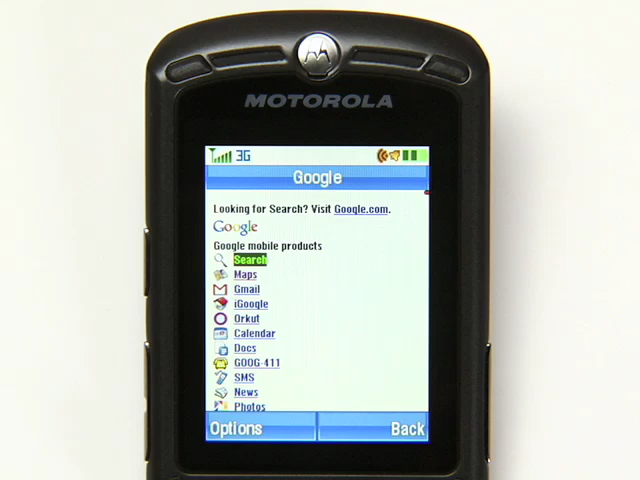 MOTOROLA
3G
Google
Looking for Search? Visit Google.com.
Google
Google mobile products
Search
Maps
Gmail
iGoogle
Orkut
Calendar
Docs
GOOG-411
SMS
News
Photos
Options Back